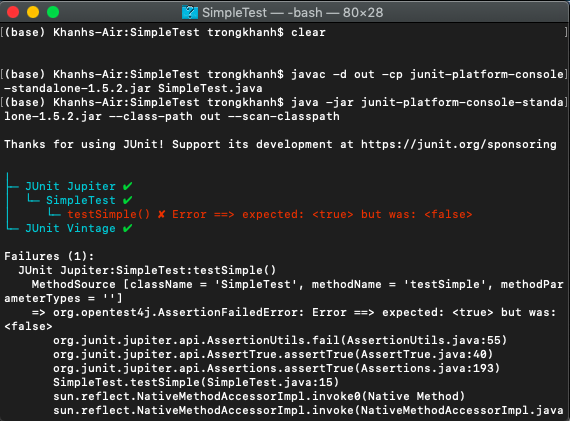 SimpleTest — -bash — 80×28
[(base) Khanhs-Air:SimpleTest trongkhanh$ clear ]
[(base) Khanhs-Air:SimpleTest trongkhanh$ javac -d out -cp junit-platform-console]
-standalone-1.5.2.jar SimpleTest.java
[(base) Khanhs-Air:SimpleTest trongkhanh$ java -jar junit-platform-console-standa]
lone-1.5.2.jar --class-path out --scan-classpath
Thanks for using JUnit! Support its development at https://junit.org/sponsoring
├─ JUnit Jupiter ✔
│ └─ SimpleTest ✔
│ └─ testSimple() ✘ Error ==> expected: <true> but was: <false>
└─ JUnit Vintage ✔
Failures (1):
JUnit Jupiter:SimpleTest:testSimple()
MethodSource [className = 'SimpleTest', methodName = 'testSimple', methodPar
ameterTypes = '']
=> org.opentest4j.AssertionFailedError: Error ==> expected: <true> but was:
<false>
org.junit.jupiter.api.AssertionUtils.fail(AssertionUtils.java:55)
org.junit.jupiter.api.AssertTrue.assertTrue(AssertTrue.java:40)
org.junit.jupiter.api.Assertions.assertTrue(Assertions.java:193)
SimpleTest.testSimple(SimpleTest.java:15)
sun.reflect.NativeMethodAccessorImpl.invoke0(Native Method)
sun.reflect.NativeMethodAccessorImpl.invoke(NativeMethodAccessorImpl.java